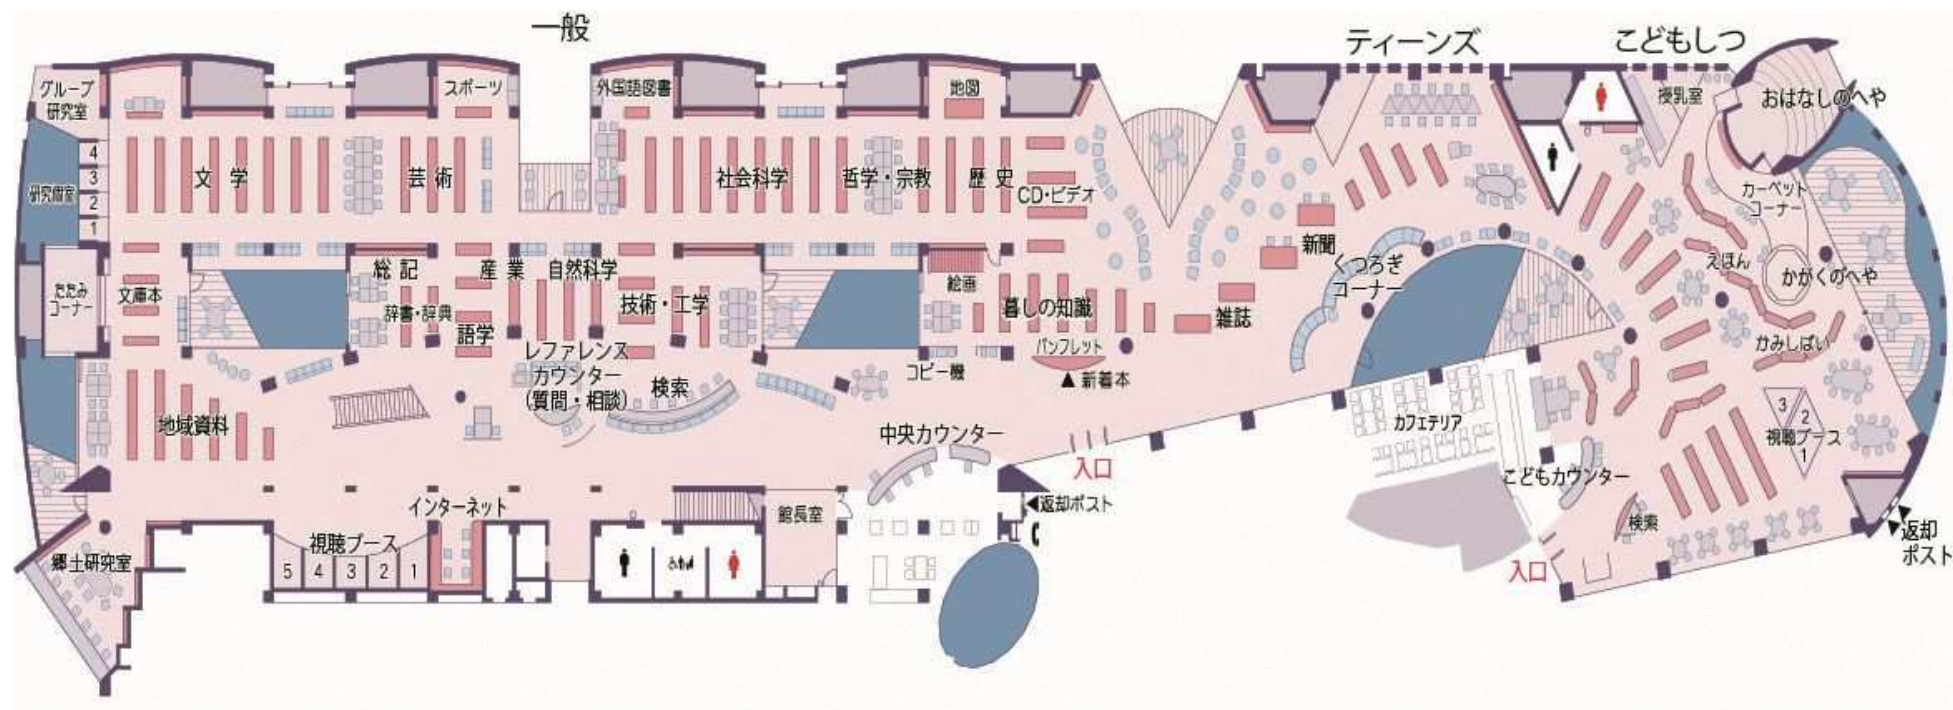 一般
ティーンズ
こどもしつ
グループ
研究室
スポーツ
外国語図書
地図
授乳室
おはなしのへや
4
3
2
1
研究個室
文学
芸術
社会科学
哲学・宗教
歴史
CD・ビデオ
カーペット
コーナー
新聞
くつろぎ
コーナー
えほん
かがくのへや
たたみ
コーナー
文庫本
総記
産業
自然科学
辞書・辞典
語学
技術・工学
絵画
暮しの知識
雑誌
かみしばい
パンフレット
▲新着本
コピー機
レファレンス
カウンター
(質問・相談)
検索
地域資料
中央カウンター
入口
カフェテリア
3
2
視聴ブース
1
こどもカウンター
検索
返却
ポスト
インターネット
館長室
◀返却ポスト
視聴ブース
5
4
3
2
1
郷土研究室
入口